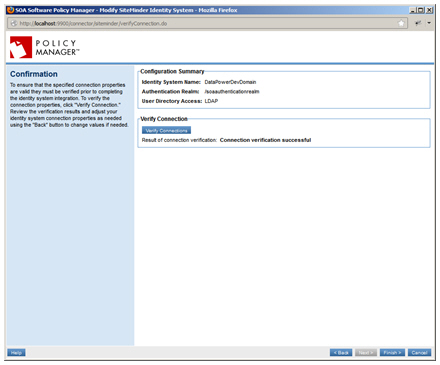 SOA Software Policy Manager - Modify SiteMinder Identity System - Mozilla Firefox
http://localhost:9900/connector/siteminder/verifyConnection.do
POLICY
MANAGER™
Confirmation
To ensure that the specified connection properties
are valid they must be verified prior to completing
the identity system integration. To verify the
connection properties, click "Verify Connection."
Review the verification results and adjust your
identity system connection properties as needed
using the "Back" button to change values if needed.
Configuration Summary
Identity System Name: DataPowerDevDomain
Authentication Realm: /soaauthenticationrealm
User Directory Access: LDAP
Verify Connection
Verify Connections
Result of connection verification: Connection verification successful
Help
< Back
Next >
Finish >
Cancel